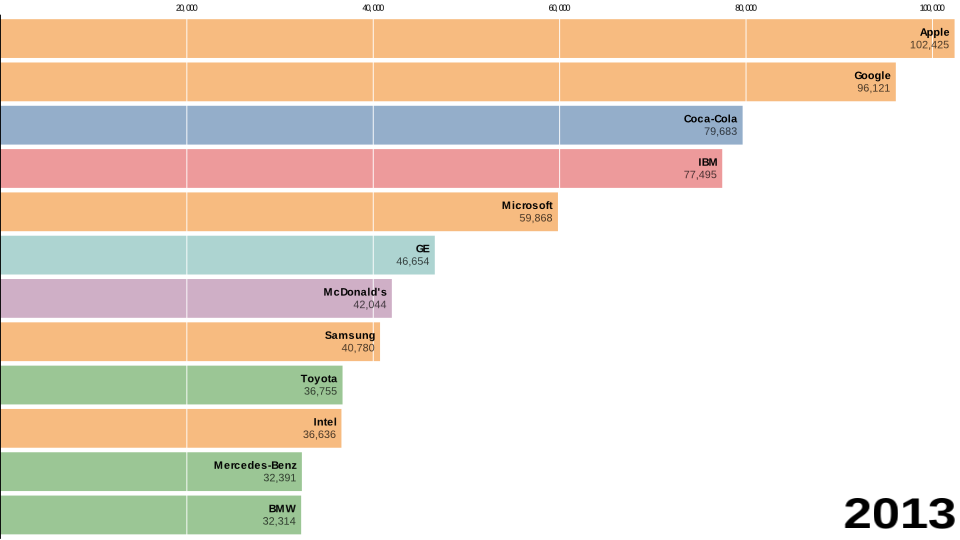 20,000 40,000 60,000 80,000 100,000
Apple
102,425
Google
96,121
Coca-Cola
79,683
IBM
77,495
Microsoft
59,868
GE
46,654
McDonald's
42,044
Samsung
40,780
Toyota
36,755
Intel
36,636
Mercedes-Benz
32,391
BMW
32,314
2013